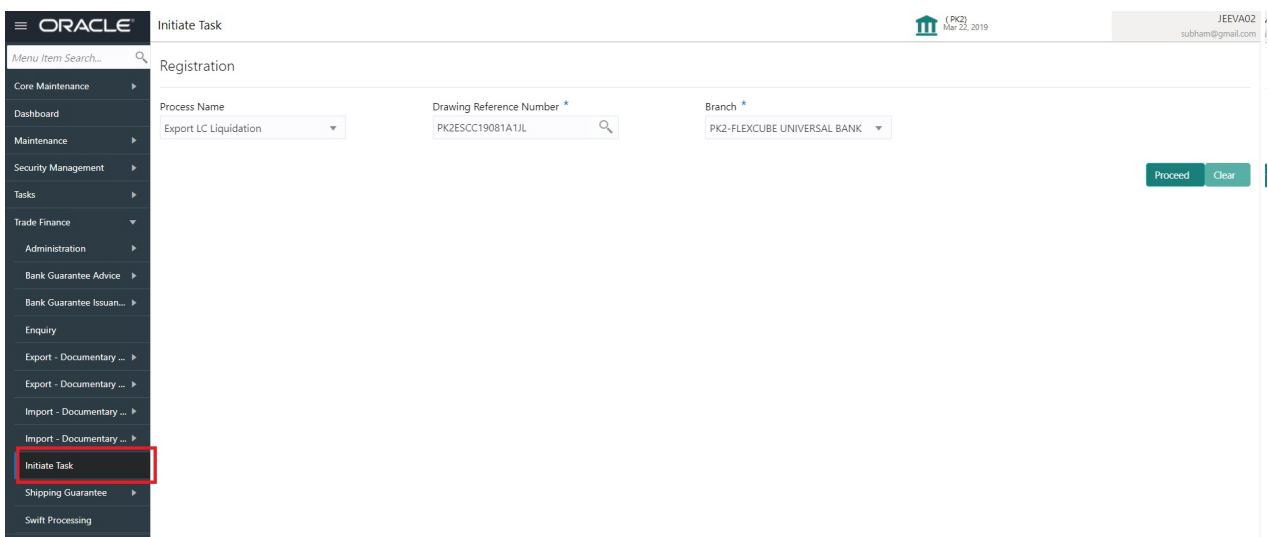 ORACLE®
Initiate Task
( PK2)
Mar 22, 2019
JEEVA02
subham@gmail.com
Menu Item Search...
Core Maintenance
Dashboard
Maintenance
Security Management
Tasks
Trade Finance
Administration
Bank Guarantee Advice
Bank Guarantee Issuan...
Enquiry
Export - Documentary ...
Export - Documentary ...
Import - Documentary ...
Import - Documentary ...
Initiate Task
Shipping Guarantee
Swift Processing
Registration
Process Name
Drawing Reference Number *
Branch *
Export LC Liquidation
PK2ESCC19081A1JL
PK2-FLEXCUBE UNIVERSAL BANK
Proceed
Clear